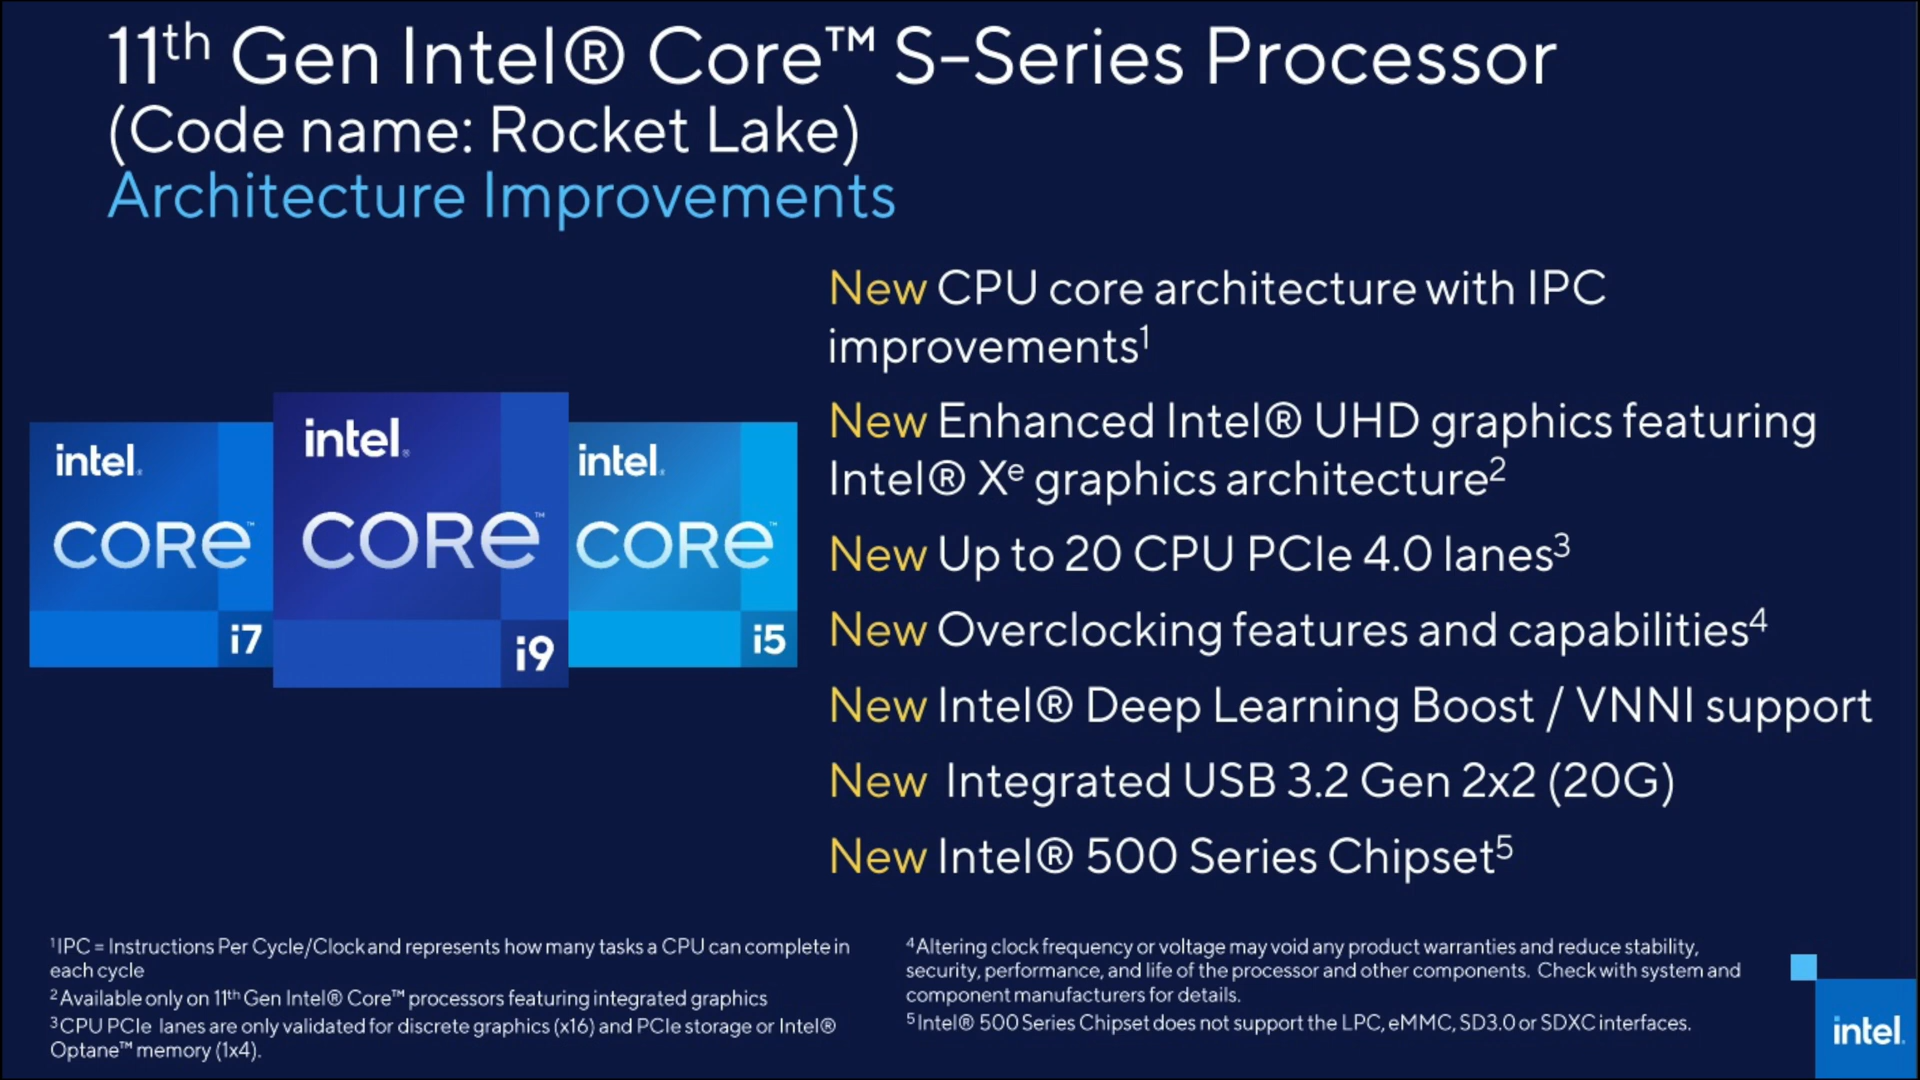 11th Gen Intel® Core™ S-Series Processor
(Code name: Rocket Lake)
Architecture Improvements
New CPU core architecture with IPC
improvements¹
New Enhanced Intel® UHD graphics featuring
Intel® Xᵉ graphics architecture²
New Up to 20 CPU PCIe 4.0 lanes³
New Overclocking features and capabilities⁴
New Intel® Deep Learning Boost / VNNI support
New Integrated USB 3.2 Gen 2x2 (20G)
New Intel® 500 Series Chipset⁵
intel®
CORE™
i7
intel®
CORE™
i9
intel®
CORE™
i5
¹IPC = Instructions Per Cycle/Clock and represents how many tasks a CPU can complete in
each cycle
²Available only on 11th Gen Intel® Core™ processors featuring integrated graphics
³CPU PCIe lanes are only validated for discrete graphics (x16) and PCIe storage or Intel®
Optane™ memory (1x4).
⁴Altering clock frequency or voltage may void any product warranties and reduce stability,
security, performance, and life of the processor and other components. Check with system and
component manufacturers for details.
⁵Intel® 500 Series Chipset does not support the LPC, eMMC, SD3.0 or SDXC interfaces.
intel.